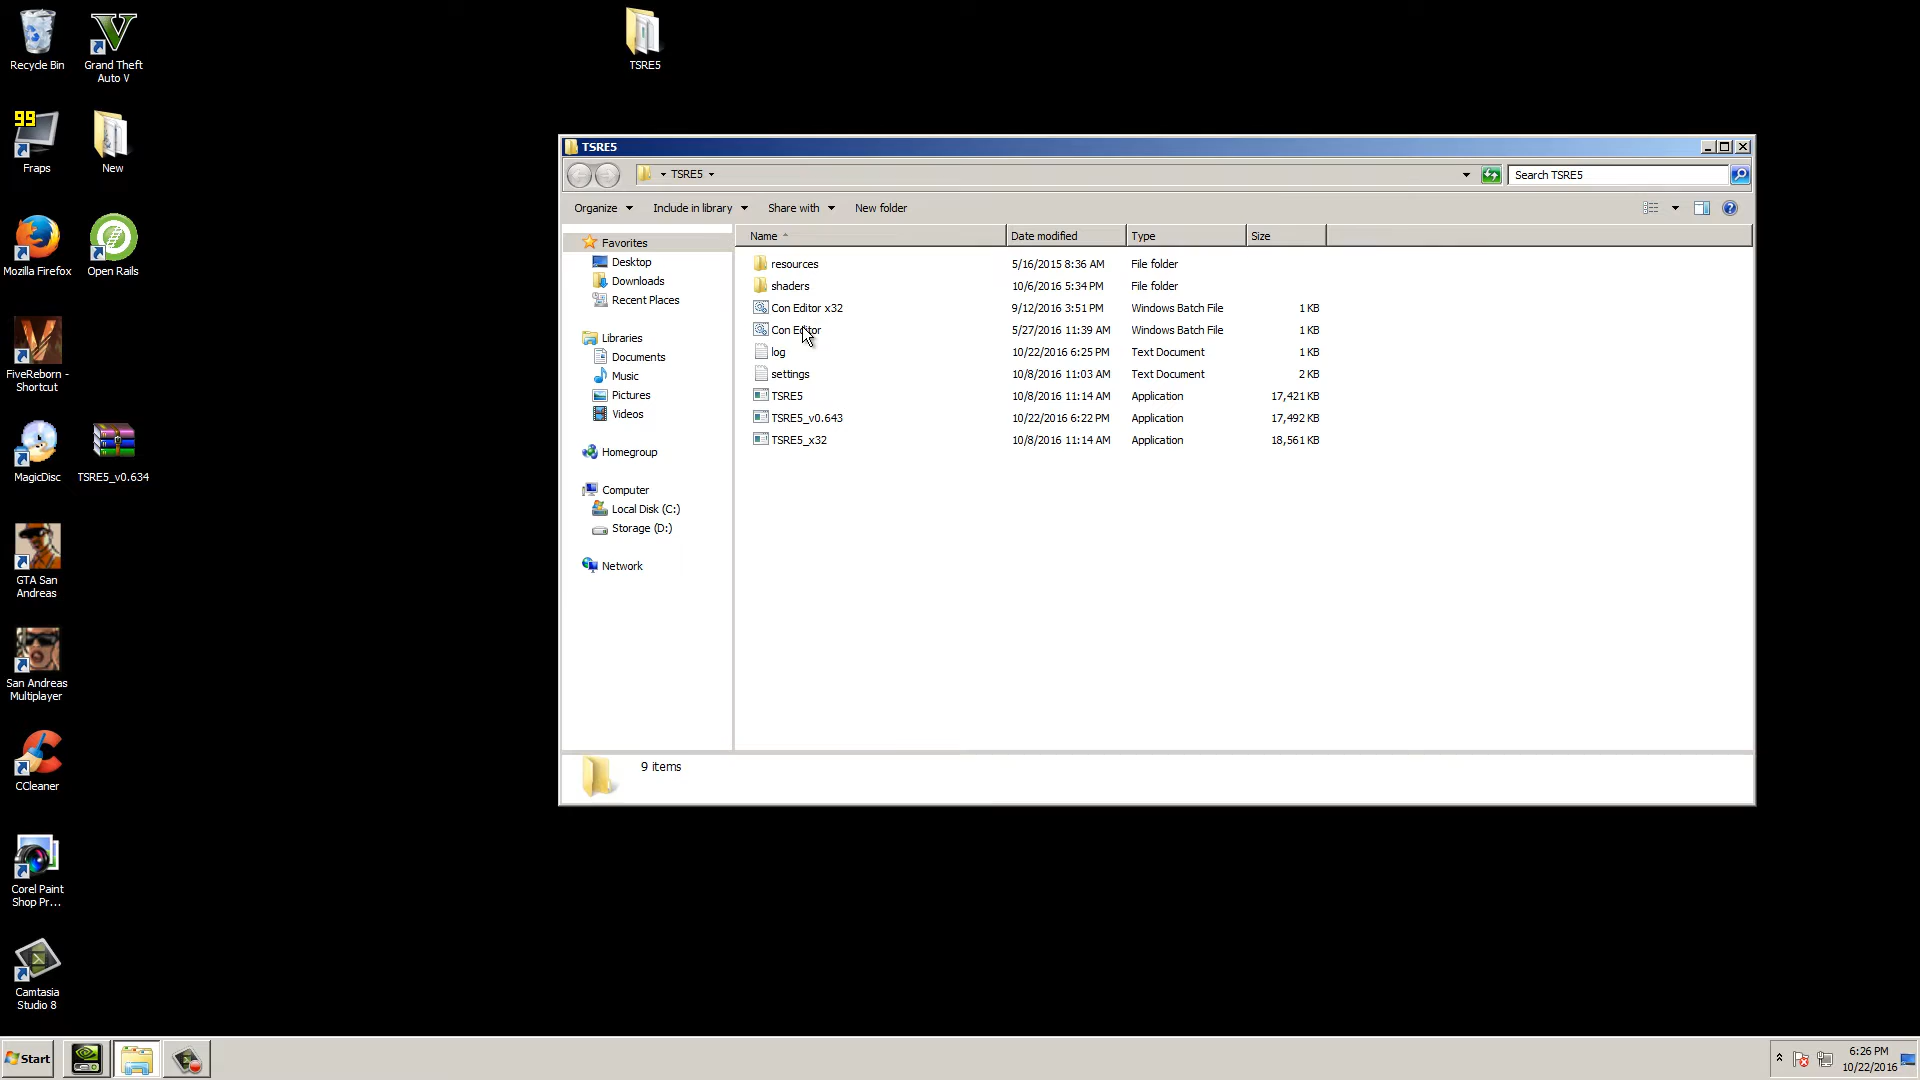 Recycle Bin
Grand Theft
Auto V
TSRE5
99
Fraps
New
Mozilla Firefox
Open Rails
FiveReborn -
Shortcut
MagicDisc
TSRE5_v0.634
GTA San
Andreas
San Andreas
Multiplayer
CCleaner
Corel Paint
Shop Pr...
Camtasia
Studio 8
TSRE5
TSRE5
Search TSRE5
Organize
Include in library
Share with
New folder
Favorites
Desktop
Downloads
Recent Places
Libraries
Documents
Music
Pictures
Videos
Homegroup
Computer
Local Disk (C:)
Storage (D:)
Network
Name Date modified Type Size
resources 5/16/2015 8:36 AM File folder
shaders 10/6/2016 5:34 PM File folder
Con Editor x32 9/12/2016 3:51 PM Windows Batch File 1 KB
Con Editor 5/27/2016 11:39 AM Windows Batch File 1 KB
log 10/22/2016 6:25 PM Text Document 1 KB
settings 10/8/2016 11:03 AM Text Document 2 KB
TSRE5 10/8/2016 11:14 AM Application 17,421 KB
TSRE5_v0.643 10/22/2016 6:22 PM Application 17,492 KB
TSRE5_x32 10/8/2016 11:14 AM Application 18,561 KB
9 items
Start
6:26 PM
10/22/2016